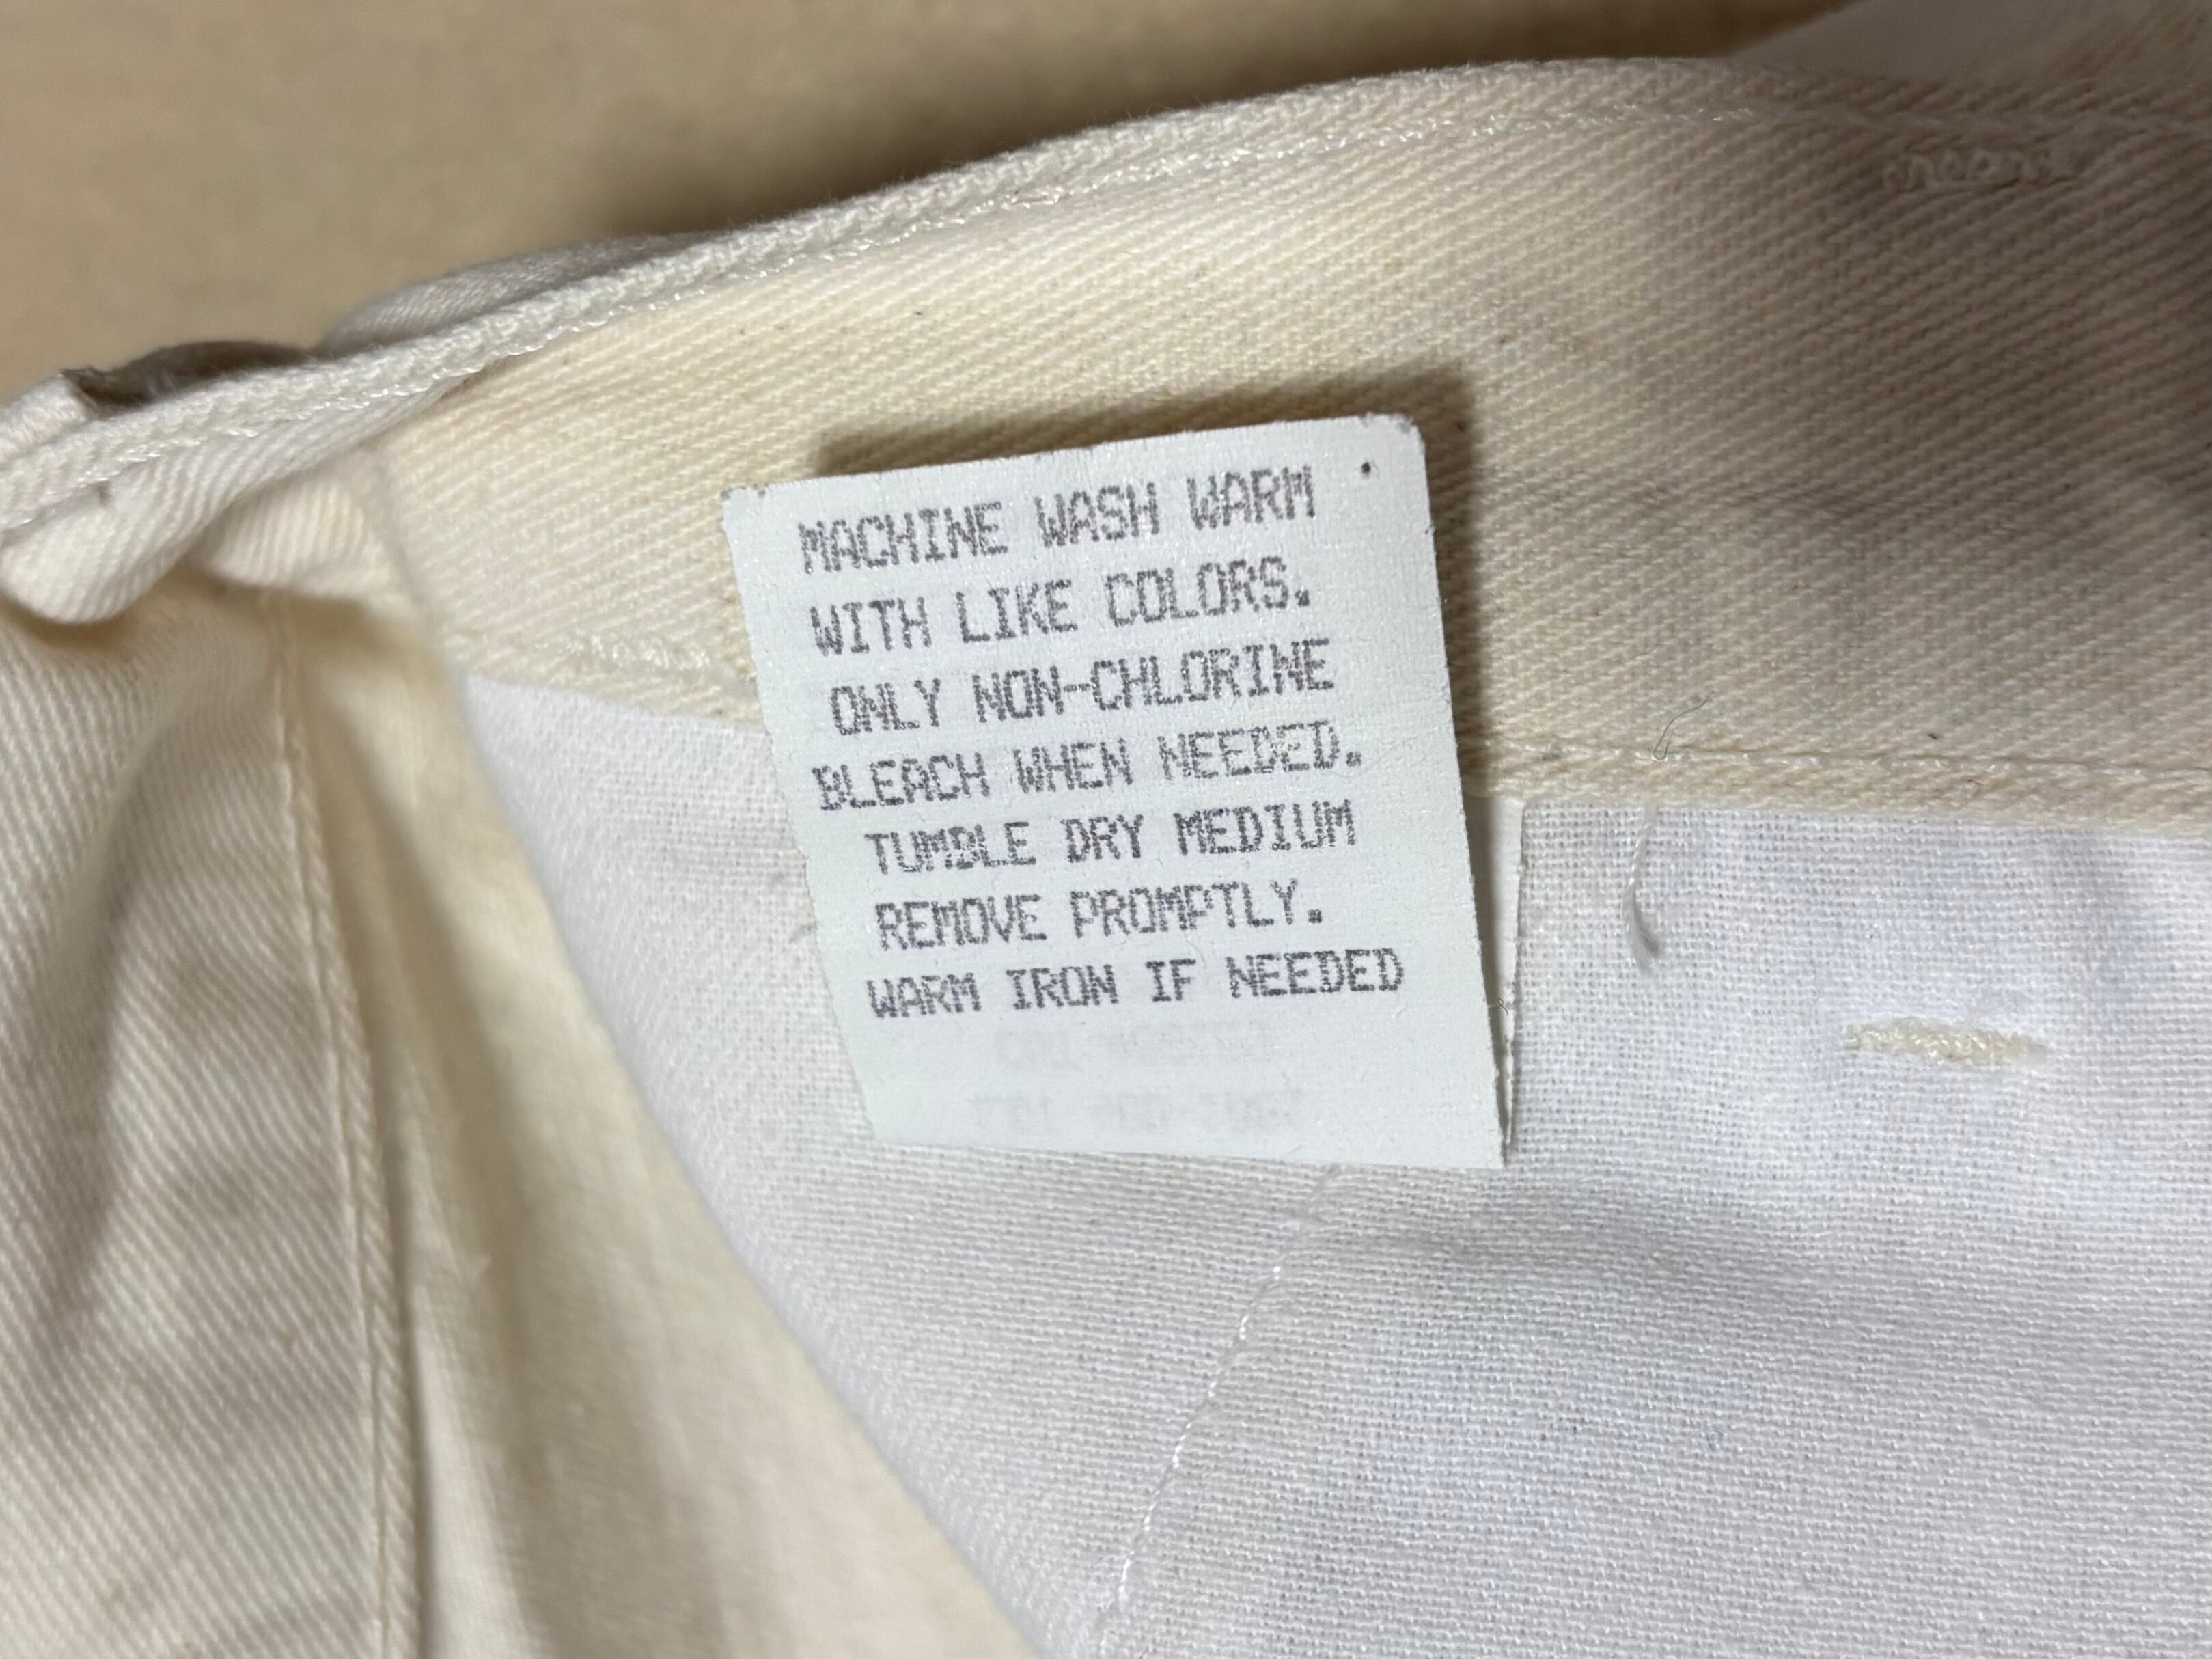 MACHINE WASH WARM
WITH LIKE COLORS.
ONLY NON-CHLORINE
BLEACH WHEN NEEDED.
TUMBLE DRY MEDIUM
REMOVE PROMPTLY.
WARM IRON IF NEEDED